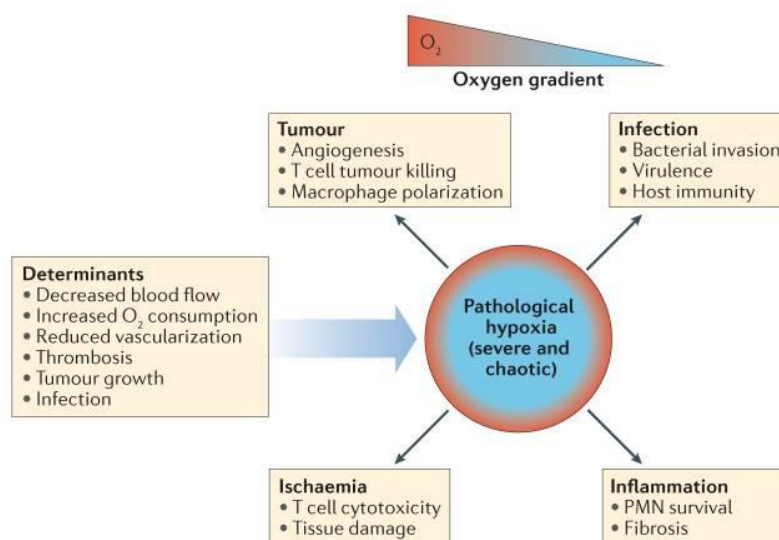 O₂
Oxygen gradient
Tumour
• Angiogenesis
• T cell tumour killing
• Macrophage polarization
Infection
• Bacterial invasion
• Virulence
• Host immunity
Determinants
• Decreased blood flow
• Increased O₂ consumption
• Reduced vascularization
• Thrombosis
• Tumour growth
• Infection
Pathological
hypoxia
(severe and
chaotic)
Ischaemia
• T cell cytotoxicity
• Tissue damage
Inflammation
• PMN survival
• Fibrosis